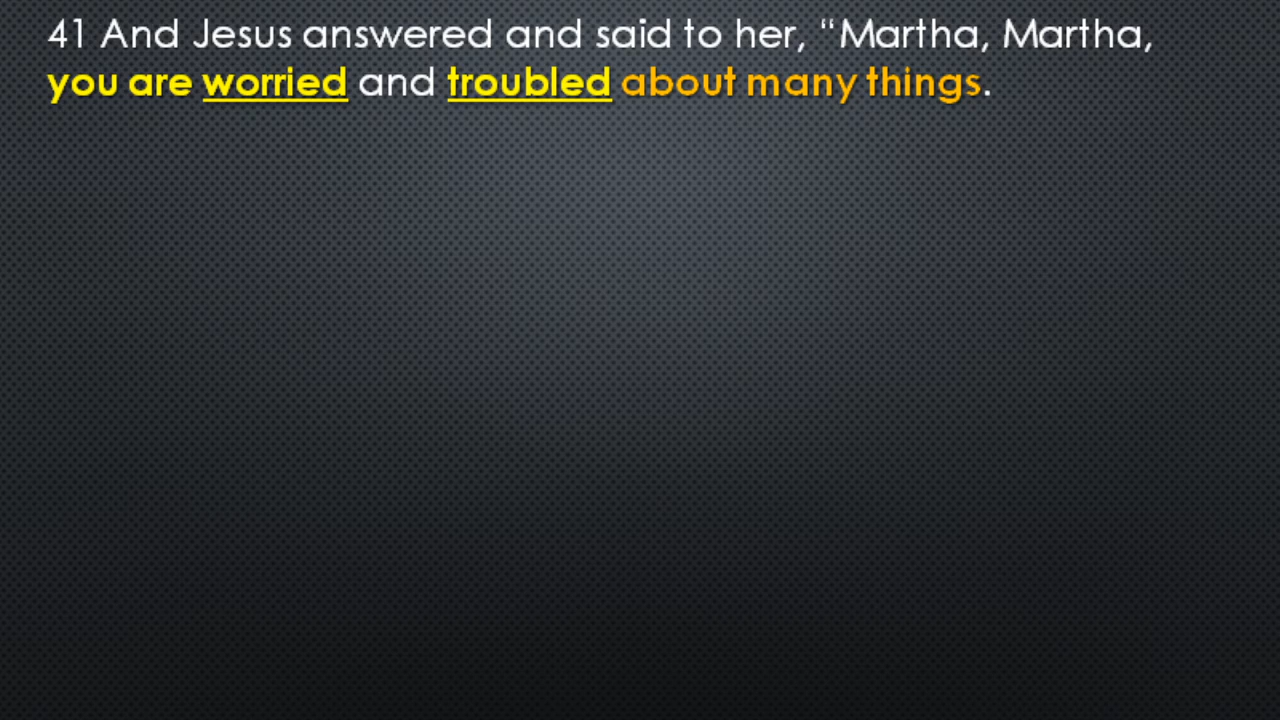 41 And Jesus answered and said to her, “Martha, Martha,
you are worried and troubled about many things.